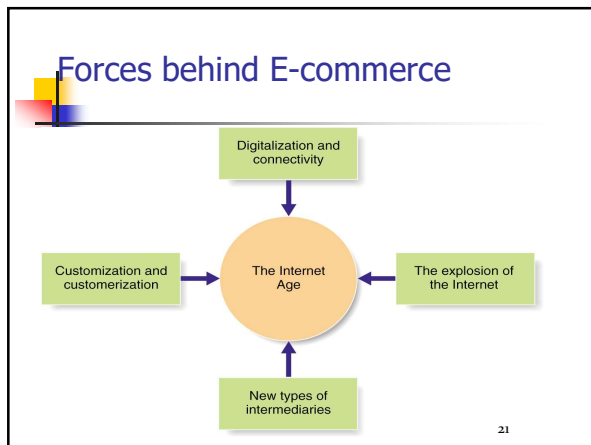 Forces behind E-commerce
Digitalization and
connectivity
Customization and
customerization
The Internet
Age
The explosion of
the Internet
New types of
intermediaries
21